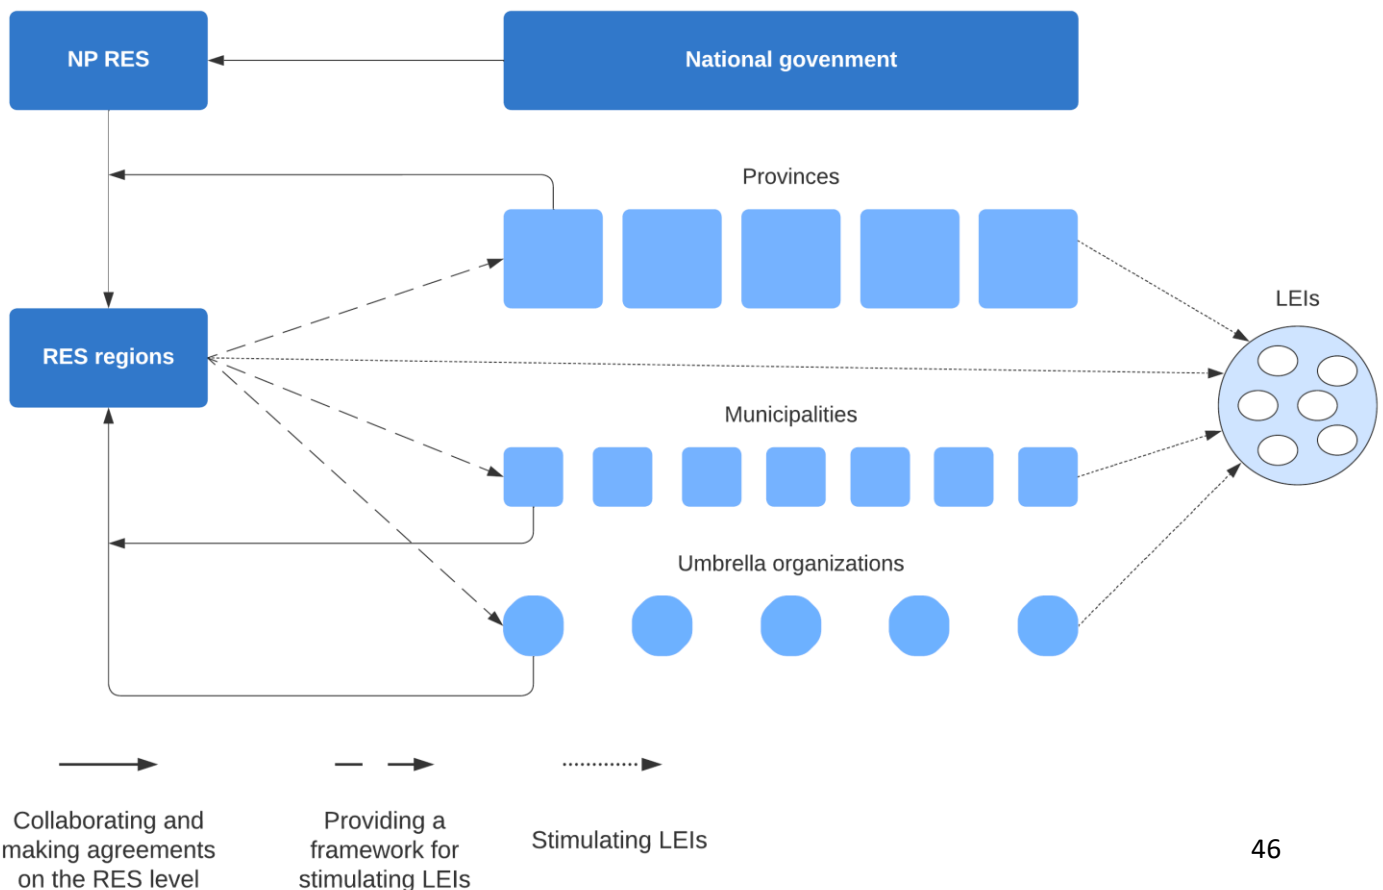 NP RES
National govenment
Provinces
LEIs
RES regions
Municipalities
Umbrella organizations
Collaborating and
making agreements
on the RES level
Providing a
framework for
stimulating LEIs
Stimulating LEIs
46